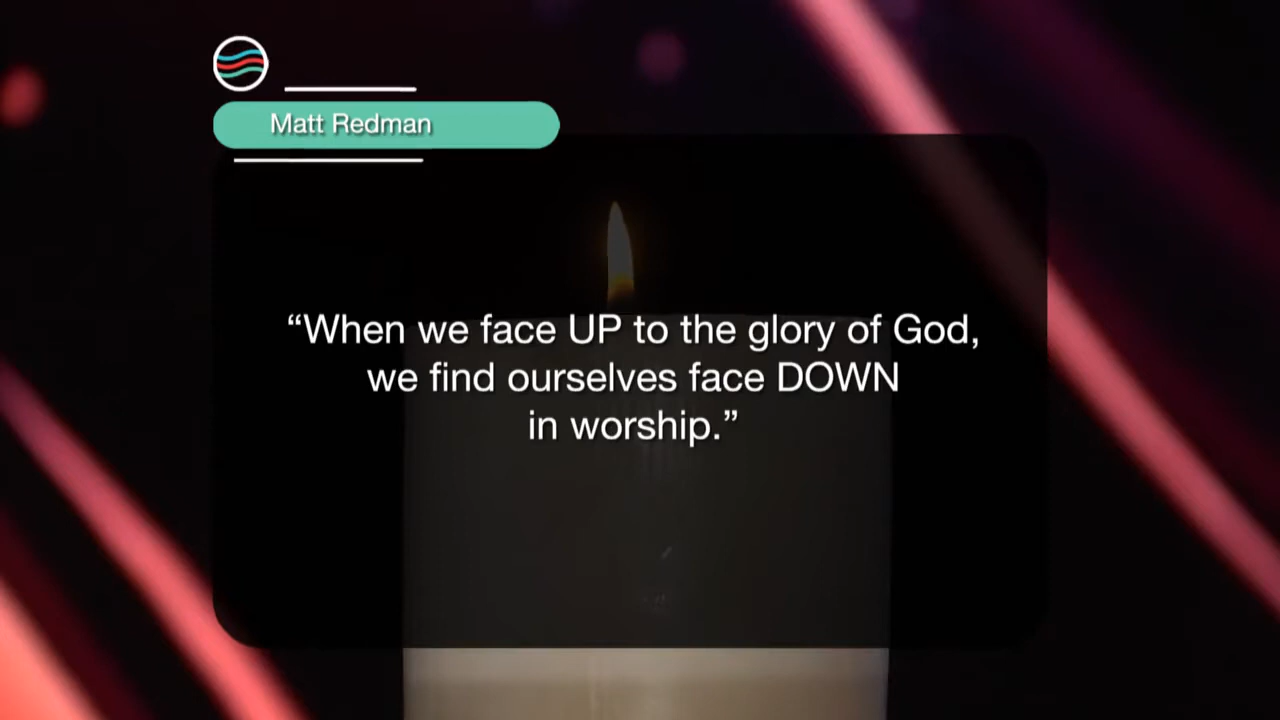 Matt Redman
“When we face UP to the glory of God,
we find ourselves face DOWN
in worship.”